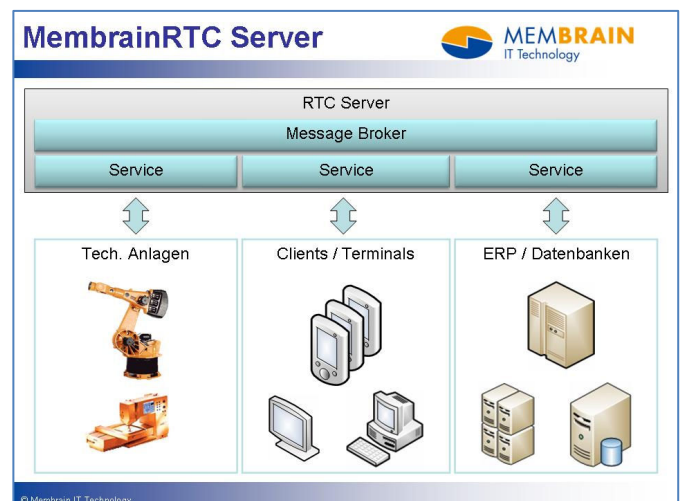 MembrainRTC Server
MEMBRAIN
IT Technology
RTC Server
Message Broker
Service
Service
Service
Tech. Anlagen
Clients / Terminals
ERP / Datenbanken
© Membrain IT Technology